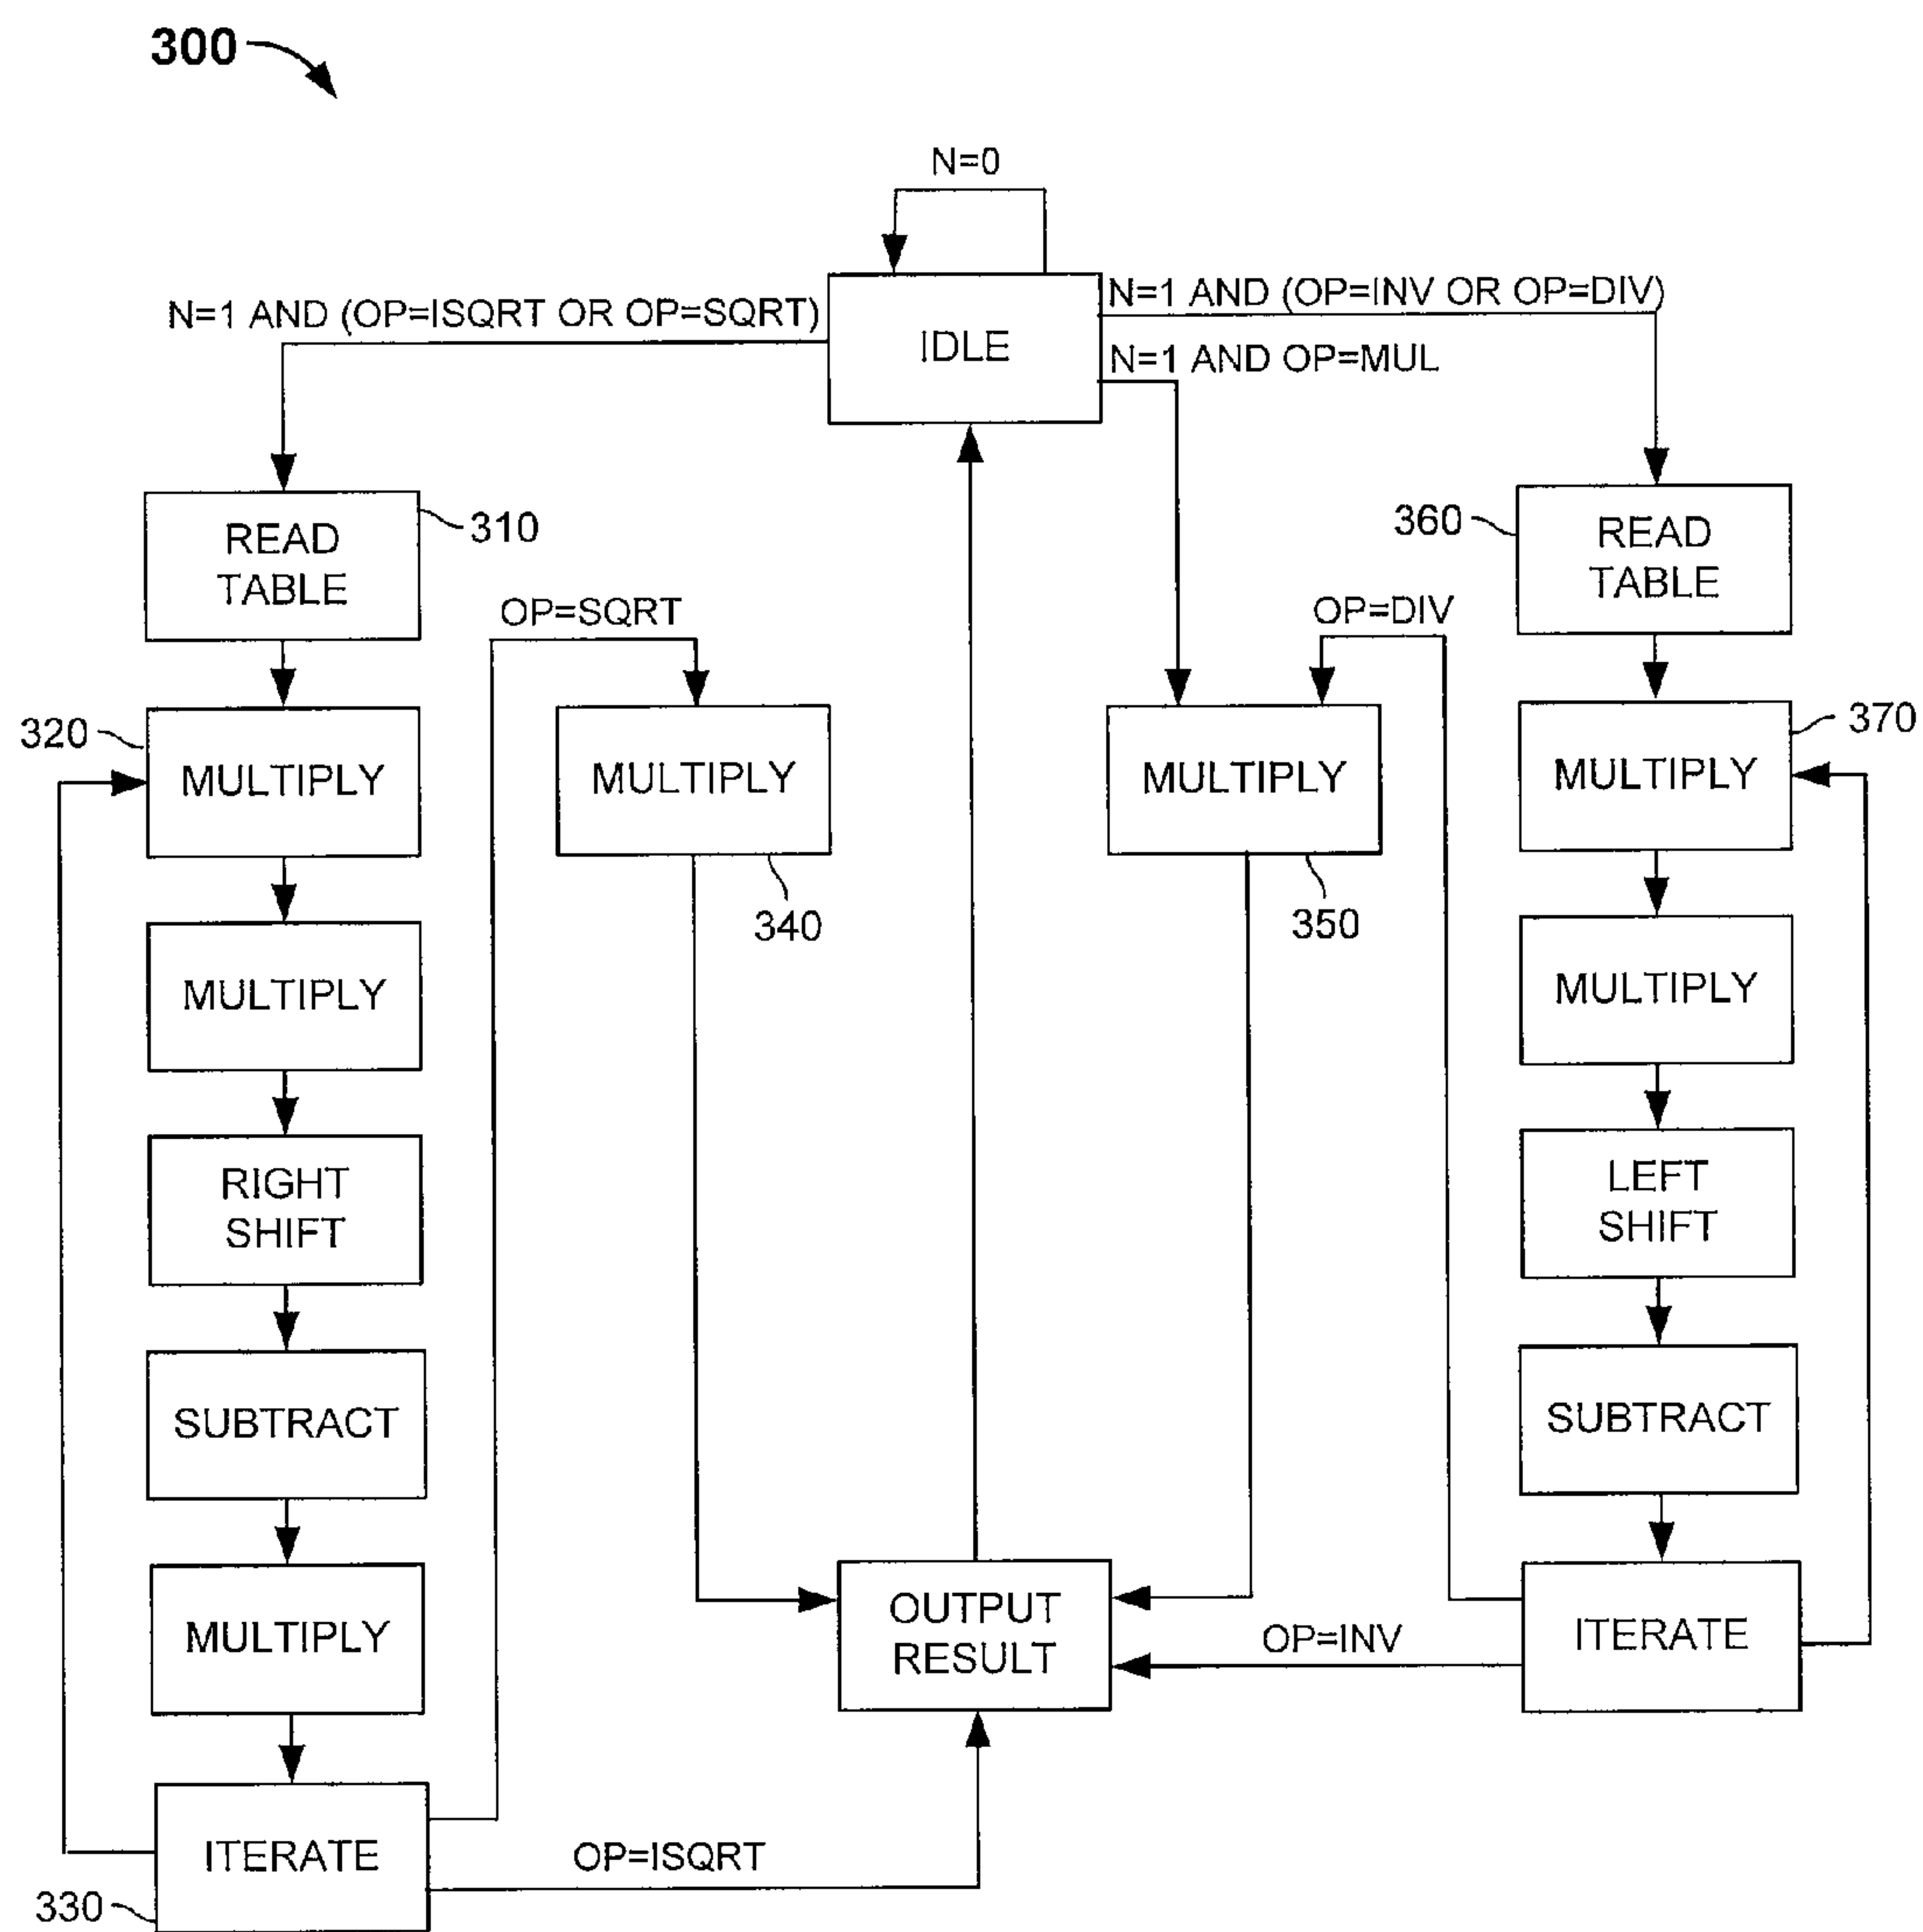 300
N=0
N=1 AND (OP=ISQRT OR OP=SQRT)
N=1 AND (OP=INV OR OP=DIV)
IDLE
N=1 AND OP=MUL
READ
TABLE
310
360
READ
TABLE
OP=SQRT
OP=DIV
320
MULTIPLY
MULTIPLY
340
MULTIPLY
350
MULTIPLY
370
MULTIPLY
MULTIPLY
RIGHT
SHIFT
LEFT
SHIFT
SUBTRACT
SUBTRACT
MULTIPLY
OUTPUT
RESULT
OP=INV
ITERATE
ITERATE
330
OP=ISQRT